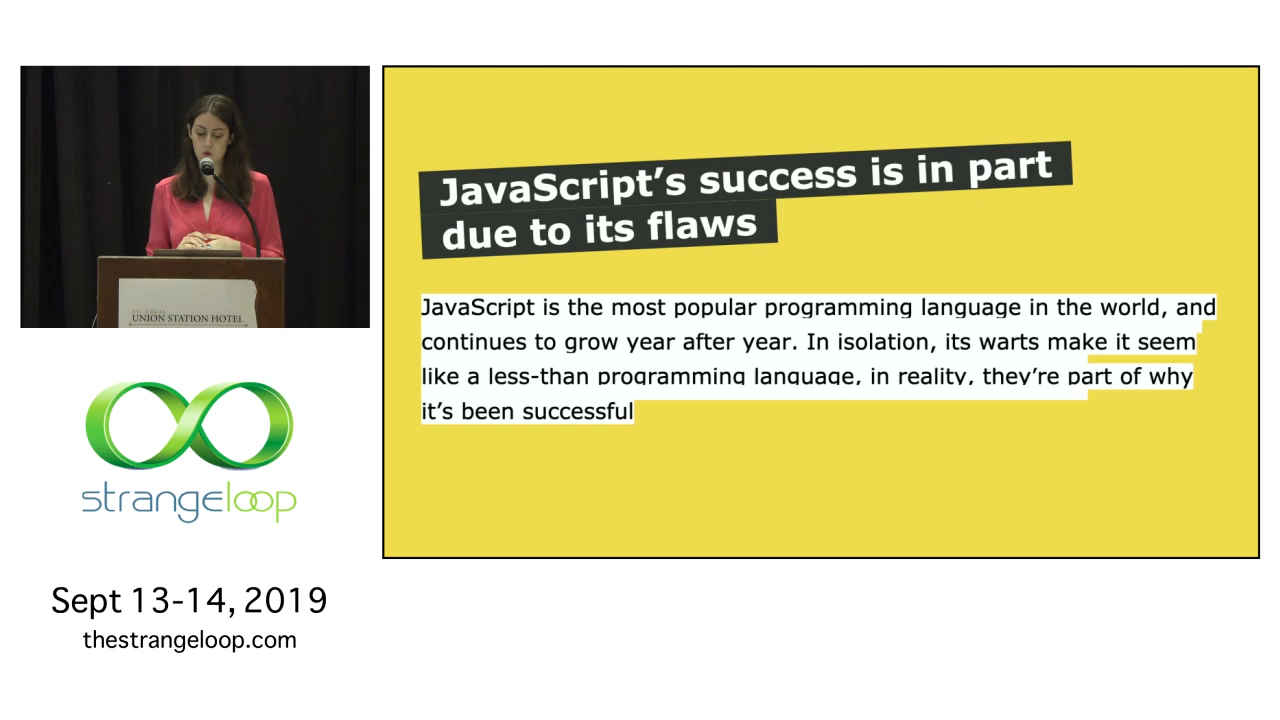 ST. LOUIS
UNION STATION HOTEL
strangeloop
Sept 13-14, 2019
thestrangeloop.com
JavaScript’s success is in part
due to its flaws
JavaScript is the most popular programming language in the world, and
continues to grow year after year. In isolation, its warts make it seem
like a less-than programming language, in reality, they’re part of why
it’s been successful